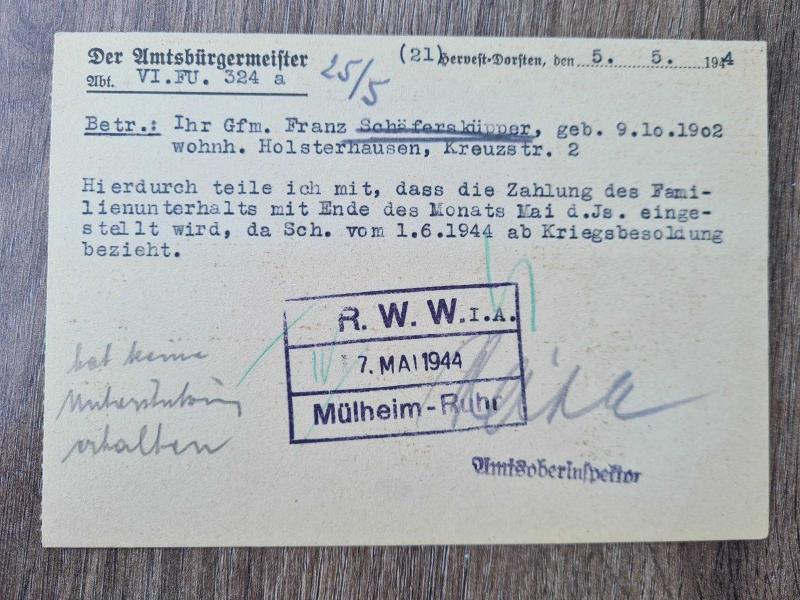 Der Amtsbürgermeister
(21) Hervest-Dorsten, den 5. 5. 1944
Abt. VI.FU. 324 a
25/5
Betr.: Ihr Gfm. Franz Schäfersküpper, geb. 9.10.1902
wohnh. Holsterhausen, Kreuzstr. 2
Hierdurch teile ich mit, dass die Zahlung des Fami-
lienunterhalts mit Ende des Monats Mai d.Js. einge-
stellt wird, da Sch. vom 1.6.1944 ab Kriegsbesoldung
bezieht.
R. W. W.
I.A.
7. MAI 1944
Mülheim-Ruhr
hat keine
Unterstützung
erhalten
Amtsoberinspektor